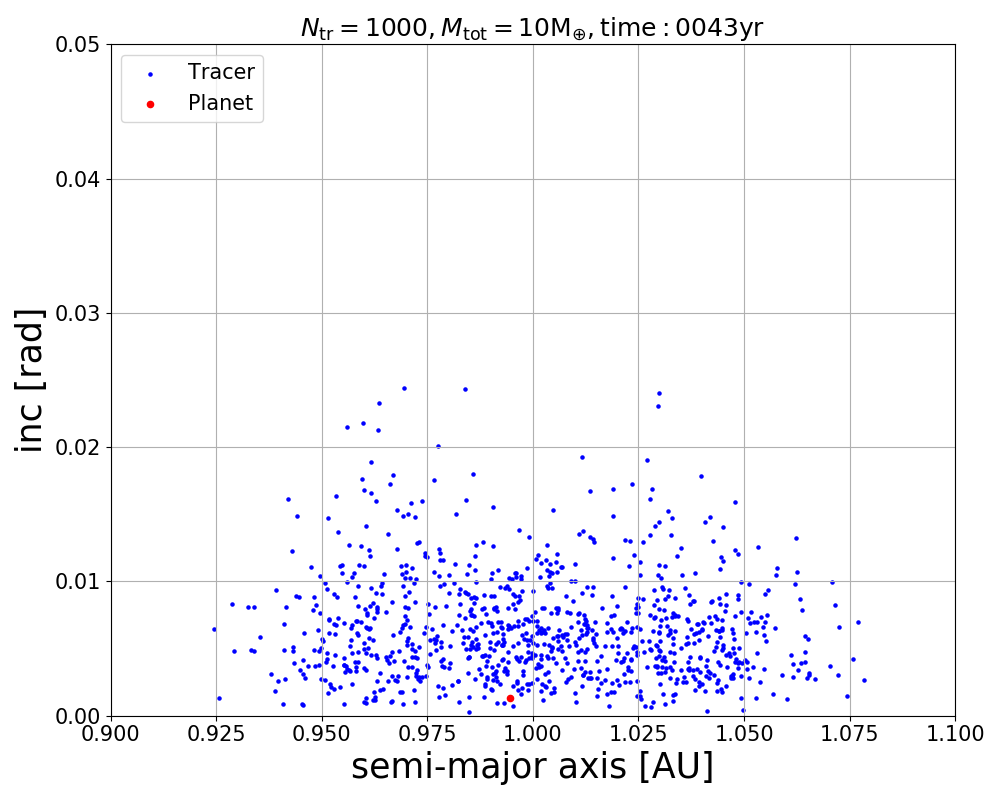 N_tr = 1000, M_tot = 10M_⊕, time : 0043yr
0.05
Tracer
Planet
0.04
0.03
0.02
0.01
0.00
inc [rad]
0.900 0.925 0.950 0.975 1.000 1.025 1.050 1.075 1.100
semi-major axis [AU]